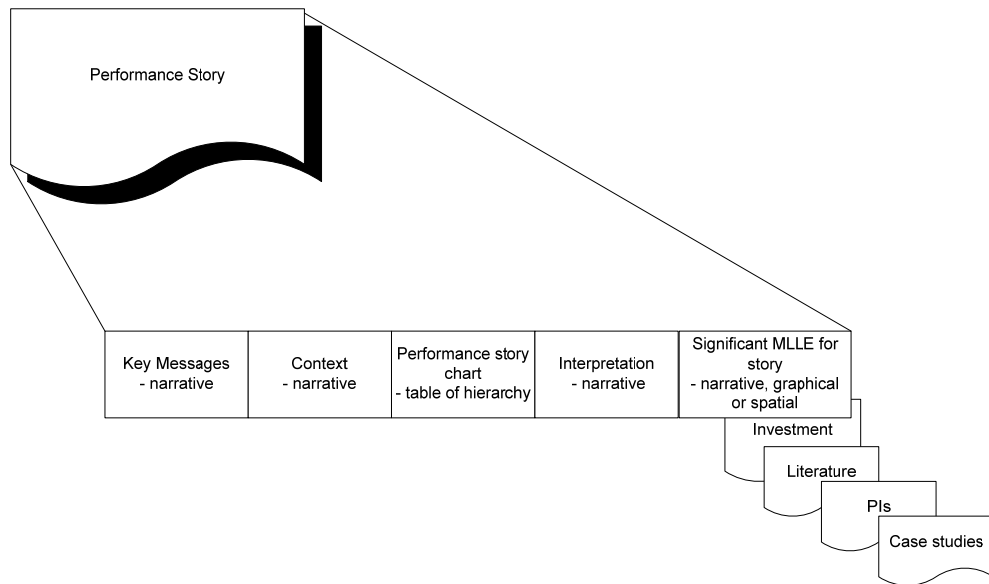 Performance Story
Key Messages
- narrative
Context
- narrative
Performance story
chart
- table of hierarchy
Interpretation
- narrative
Significant MLLE for
story
- narrative, graphical
or spatial
Investment
Literature
PIs
Case studies